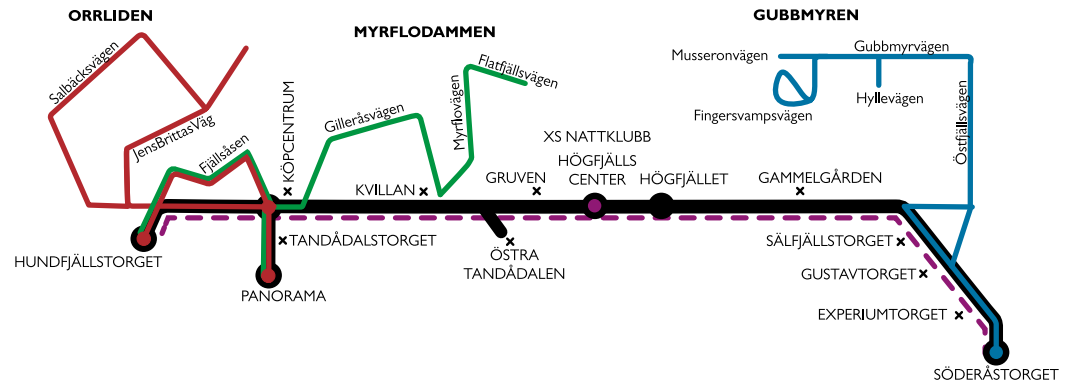 ORRLIDEN
MYRFLODAMMEN
GUBBMYREN
Salbäcksvägen
JensBrittasVäg
Fjällsåsen
KÖPCENTRUM
Gilleråsvägen
Myrflovägen
Flatfjällsvägen
Musseronvägen
Gubbmyrvägen
Fingersvampsvägen
Hyllevägen
Östfjällsvägen
KVILLAN
GRUVEN
XS NATTKLUBB
HÖGFJÄLLS
CENTER
HÖGFJÄLLET
GAMMELGÅRDEN
HUNDFJÄLLSTORGET
TANDÅDALSTORGET
PANORAMA
ÖSTRA
TANDÅDALEN
SÄLFJÄLLSTORGET
GUSTAVTORGET
EXPERIUMTORGET
SÖDERÅSTORGET